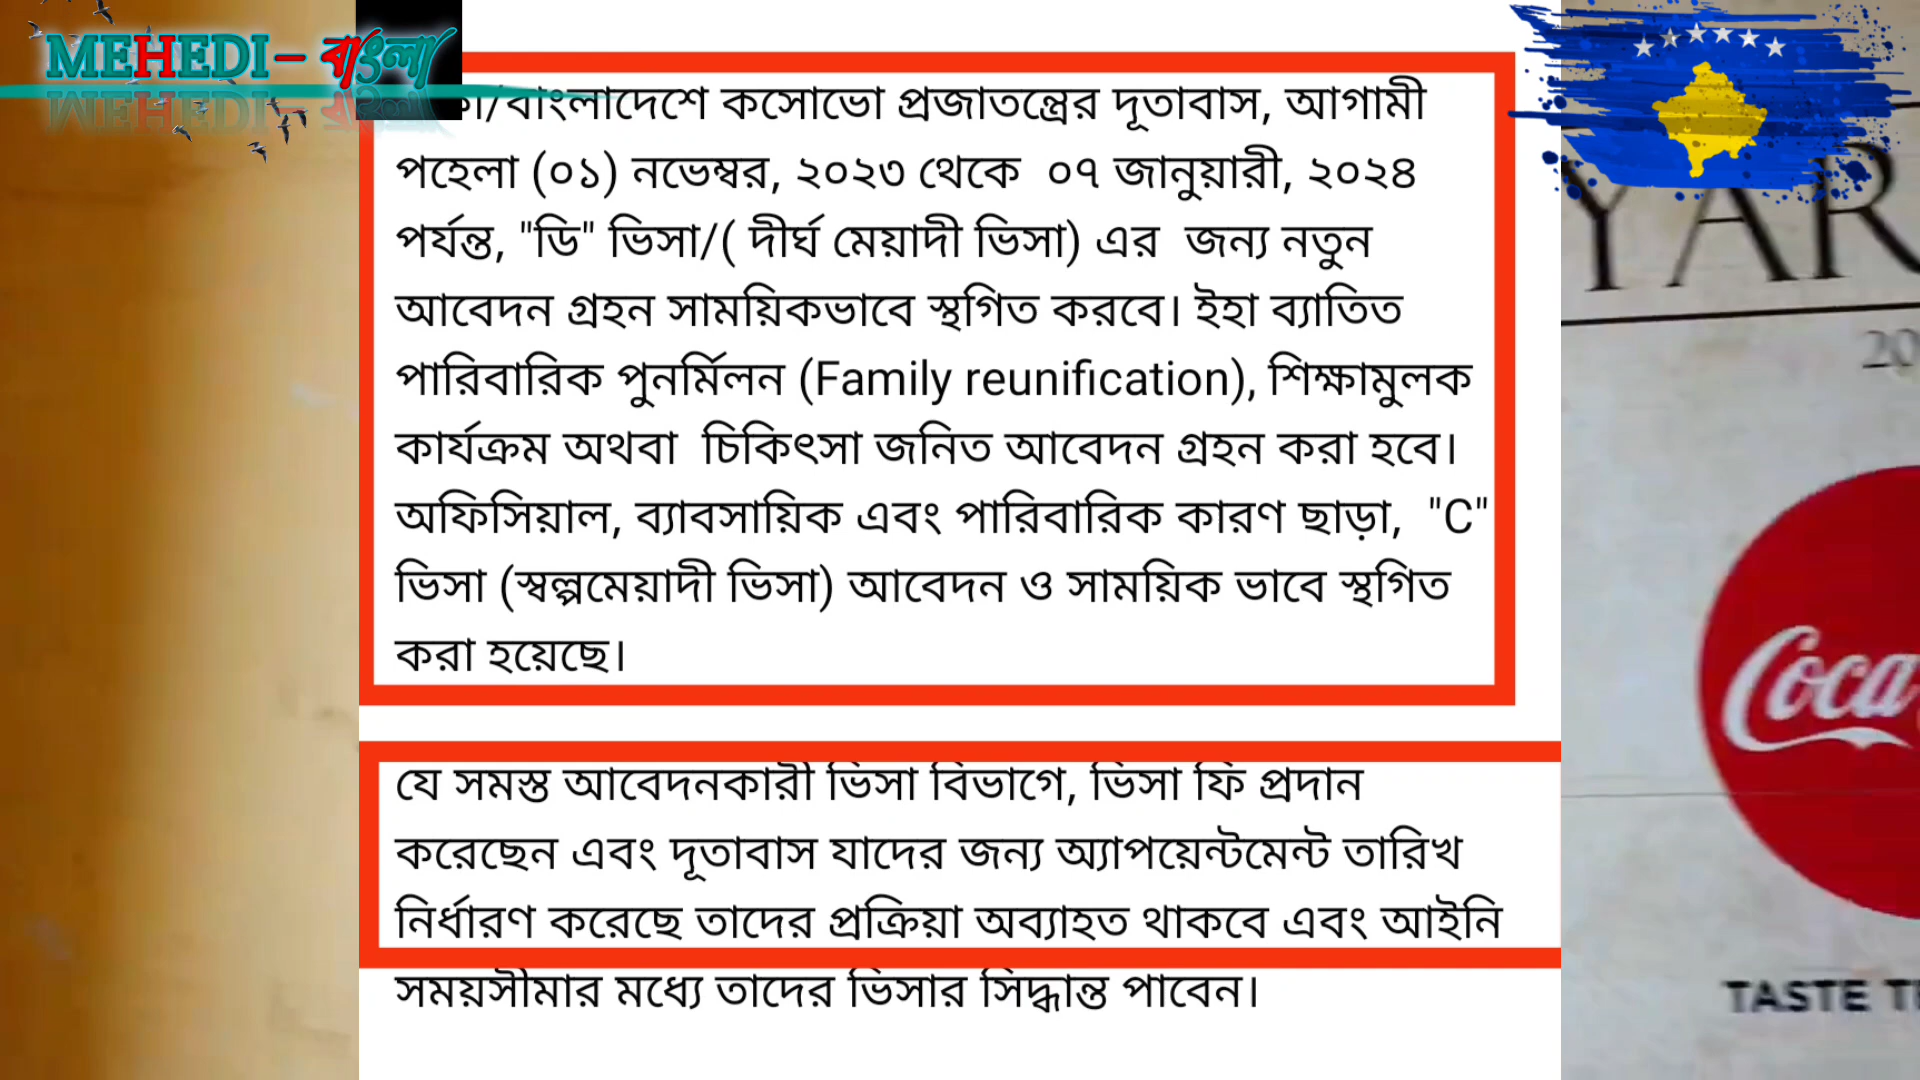 MEHEDI- বাংলা
/বাংলাদেশে কসোভো প্রজাতন্ত্রের দূতাবাস, আগামী
পহেলা (০১) নভেম্বর, ২০২৩ থেকে ০৭ জানুয়ারী, ২০২৪
পর্যন্ত, "ডি" ভিসা/( দীর্ঘ মেয়াদী ভিসা) এর জন্য নতুন
আবেদন গ্রহন সাময়িকভাবে স্থগিত করবে। ইহা ব্যাতিত
পারিবারিক পুনর্মিলন (Family reunification), শিক্ষামুলক
কার্যক্রম অথবা চিকিৎসা জনিত আবেদন গ্রহন করা হবে।
অফিসিয়াল, ব্যাবসায়িক এবং পারিবারিক কারণ ছাড়া, "C"
ভিসা (স্বল্পমেয়াদী ভিসা) আবেদন ও সাময়িক ভাবে স্থগিত
করা হয়েছে।
যে সমস্ত আবেদনকারী ভিসা বিভাগে, ভিসা ফি প্রদান
করেছেন এবং দূতাবাস যাদের জন্য অ্যাপয়েন্টমেন্ট তারিখ
নির্ধারণ করেছে তাদের প্রক্রিয়া অব্যাহত থাকবে এবং আইনি
সময়সীমার মধ্যে তাদের ভিসার সিদ্ধান্ত পাবেন।
YAR
20
Coca
TASTE